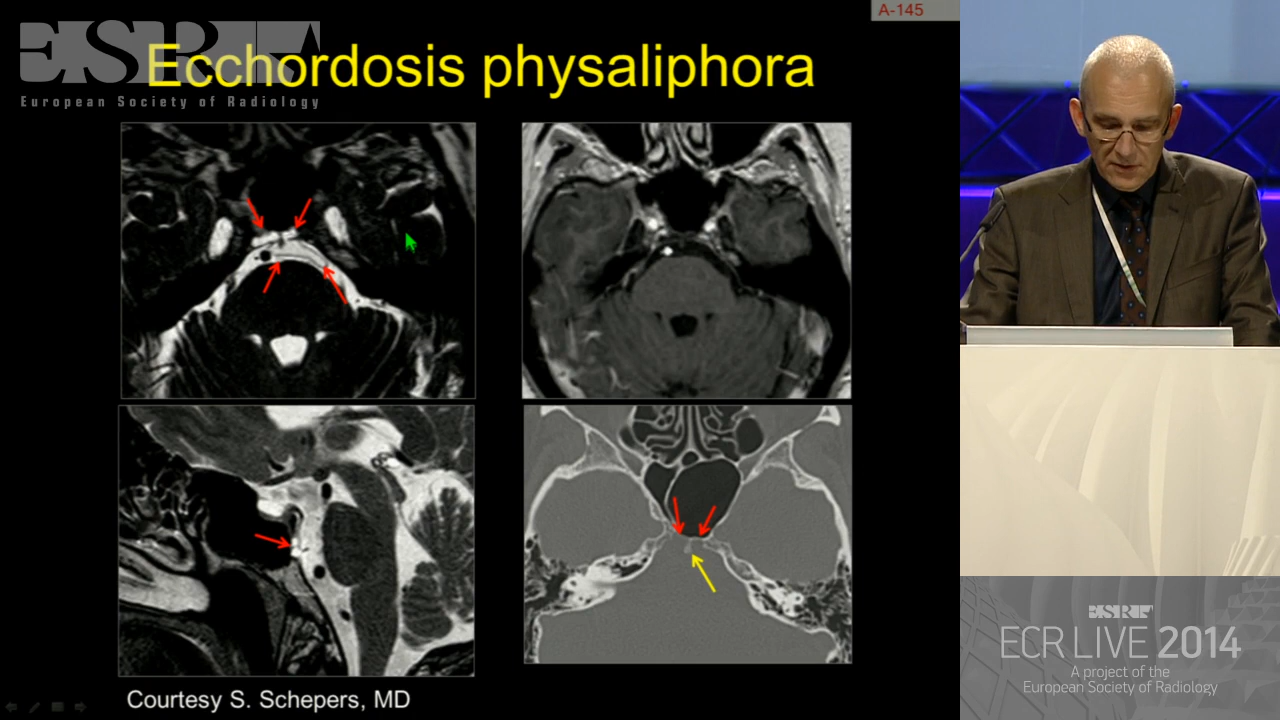 A-145
ESR
European Society of Radiology
Ecchordosis physaliphora
Courtesy S. Schepers, MD
ESR
ECR LIVE 2014
A project of the
European Society of Radiology